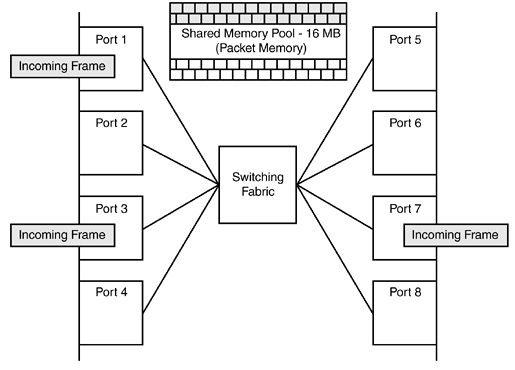 Shared Memory Pool - 16 MB
(Packet Memory)
Port 1
Incoming Frame
Port 2
Port 3
Incoming Frame
Port 4
Switching
Fabric
Port 5
Port 6
Port 7
Incoming Frame
Port 8